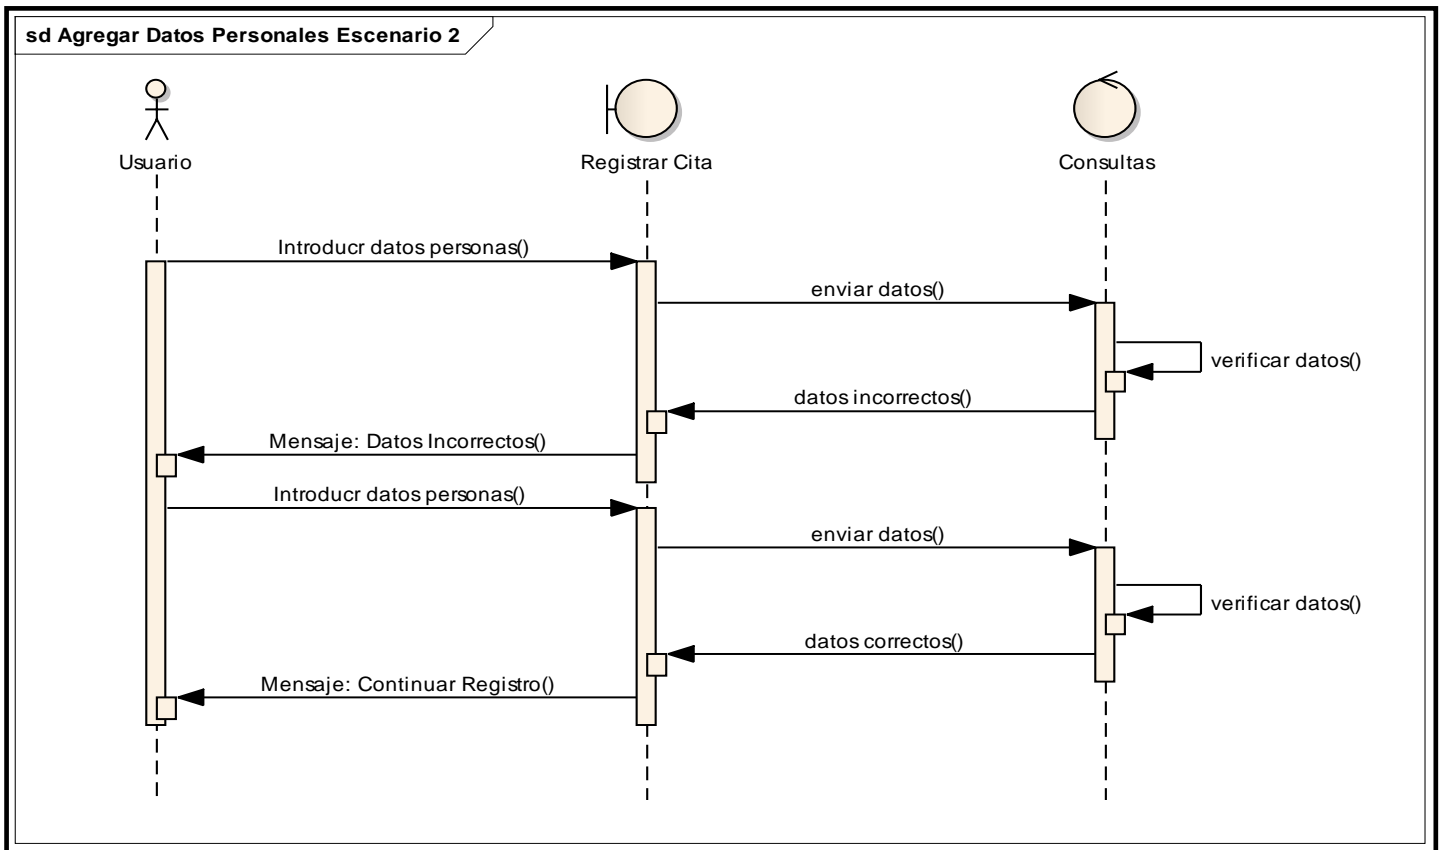 sd Agregar Datos Personales Escenario 2
Usuario
Registrar Cita
Consultas
Introducr datos personas()
enviar datos()
verificar datos()
datos incorrectos()
Mensaje: Datos Incorrectos()
Introducr datos personas()
enviar datos()
verificar datos()
datos correctos()
Mensaje: Continuar Registro()